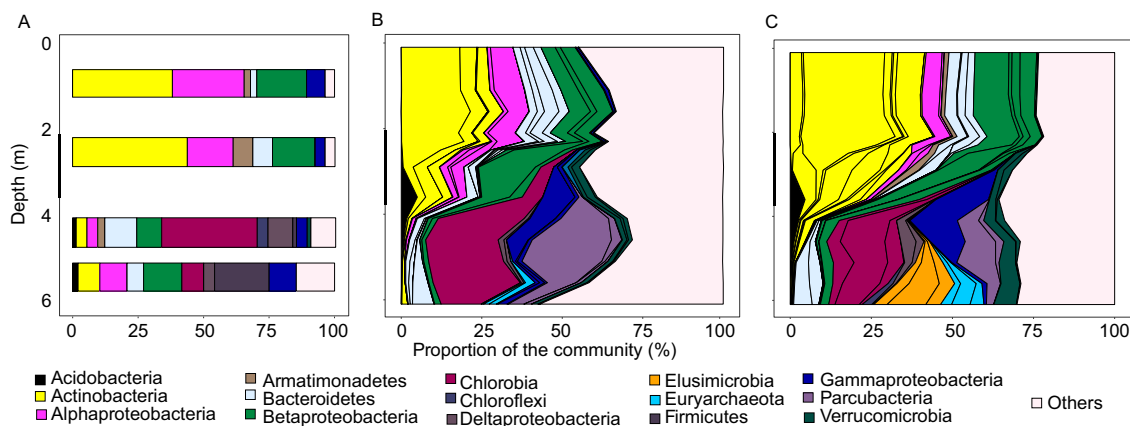 A
B
C
Depth (m)
0
2
4
6
0 25 50 75 100
0 25 50 75 100
0 25 50 75 100
Proportion of the community (%)
Acidobacteria
Actinobacteria
Alphaproteobacteria
Armatimonadetes
Bacteroidetes
Betaproteobacteria
Chlorobia
Chloroflexi
Deltaproteobacteria
Elusimicrobia
Euryarchaeota
Firmicutes
Gammaproteobacteria
Parcubacteria
Verrucomicrobia
Others